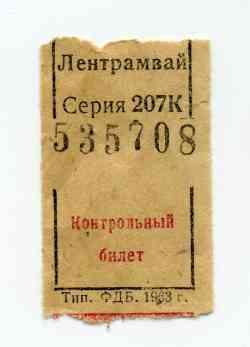 Лентрамвай
Серия 207К
535708
Контрольный
билет
Тип. ФДБ. 1963 г.